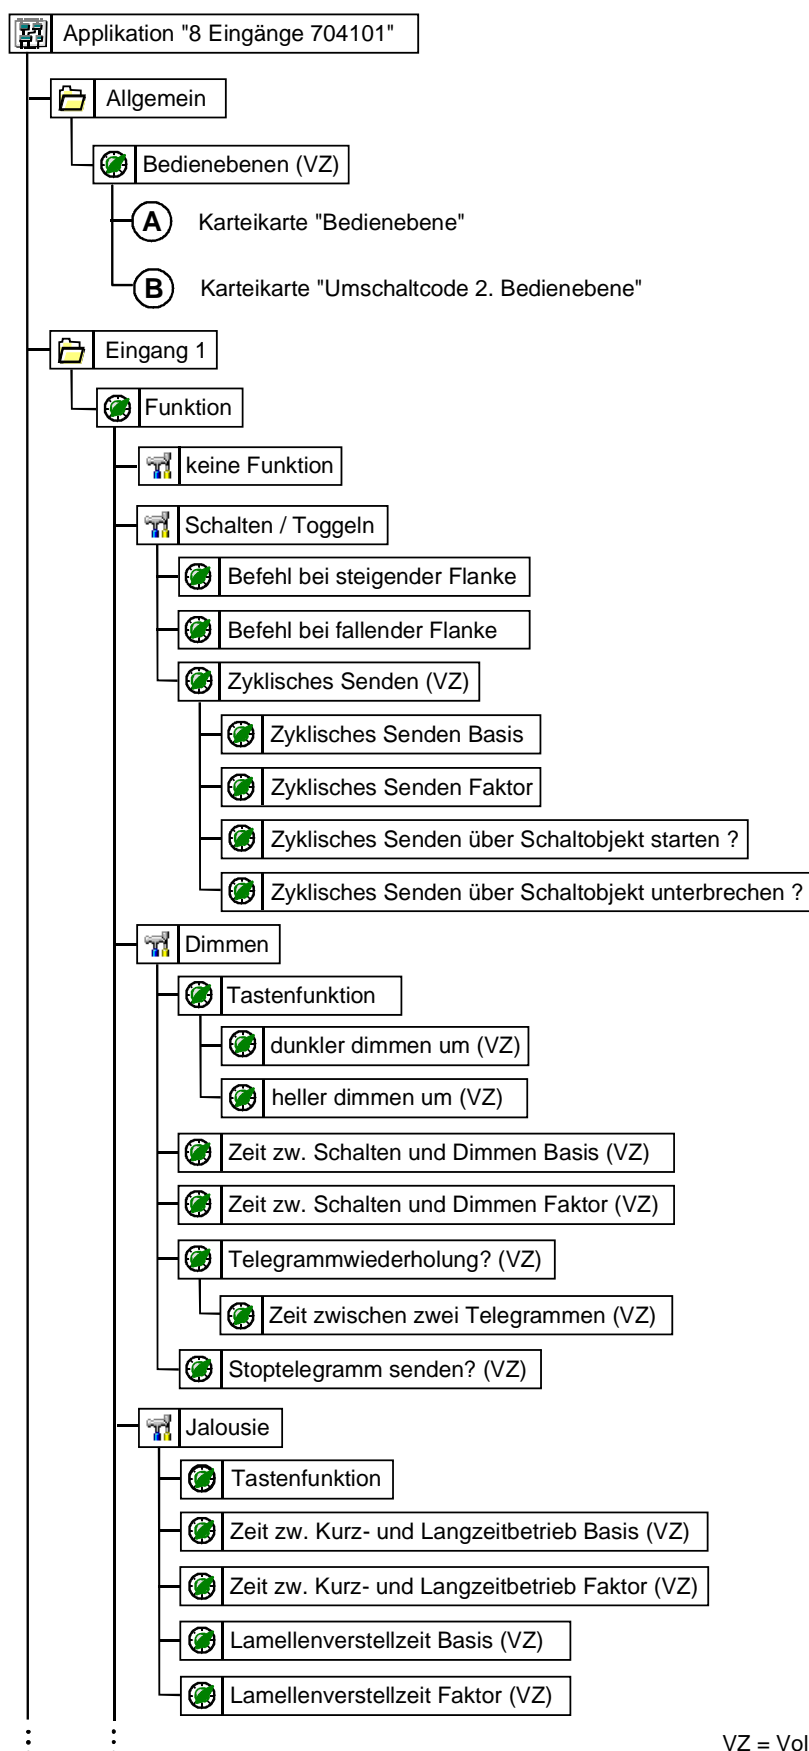 Applikation "8 Eingänge 704101"
Allgemein
Bedienebenen (VZ)
A Karteikarte "Bedienebene"
B Karteikarte "Umschaltcode 2. Bedienebene"
Eingang 1
Funktion
keine Funktion
Schalten / Toggeln
Befehl bei steigender Flanke
Befehl bei fallender Flanke
Zyklisches Senden (VZ)
Zyklisches Senden Basis
Zyklisches Senden Faktor
Zyklisches Senden über Schaltobjekt starten ?
Zyklisches Senden über Schaltobjekt unterbrechen ?
Dimmen
Tastenfunktion
dunkler dimmen um (VZ)
heller dimmen um (VZ)
Zeit zw. Schalten und Dimmen Basis (VZ)
Zeit zw. Schalten und Dimmen Faktor (VZ)
Telegrammwiederholung? (VZ)
Zeit zwischen zwei Telegrammen (VZ)
Stoptelegramm senden? (VZ)
Jalousie
Tastenfunktion
Zeit zw. Kurz- und Langzeitbetrieb Basis (VZ)
Zeit zw. Kurz- und Langzeitbetrieb Faktor (VZ)
Lamellenverstellzeit Basis (VZ)
Lamellenverstellzeit Faktor (VZ)
VZ = Vol